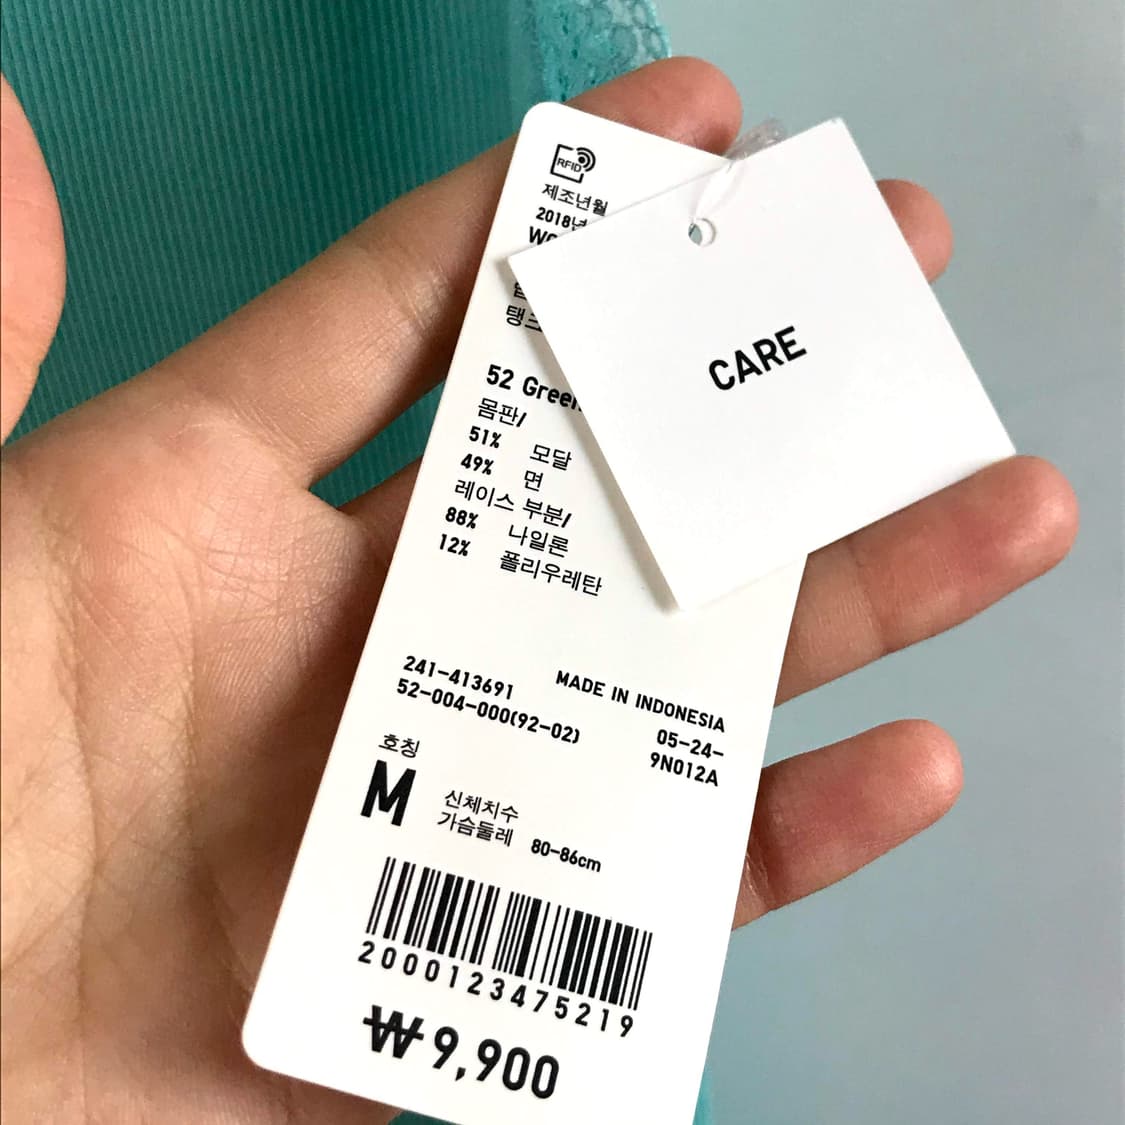 RFID
제조년월
2018년
52 Green
몸판/
51% 모달
49% 면
레이스 부분/
88% 나일론
12% 폴리우레탄
CARE
241-413691
52-004-000(92-02)
MADE IN INDONESIA
05-24-
9N012A
호칭
M
신체치수
가슴둘레 80-86cm
2000123475219
₩9,900